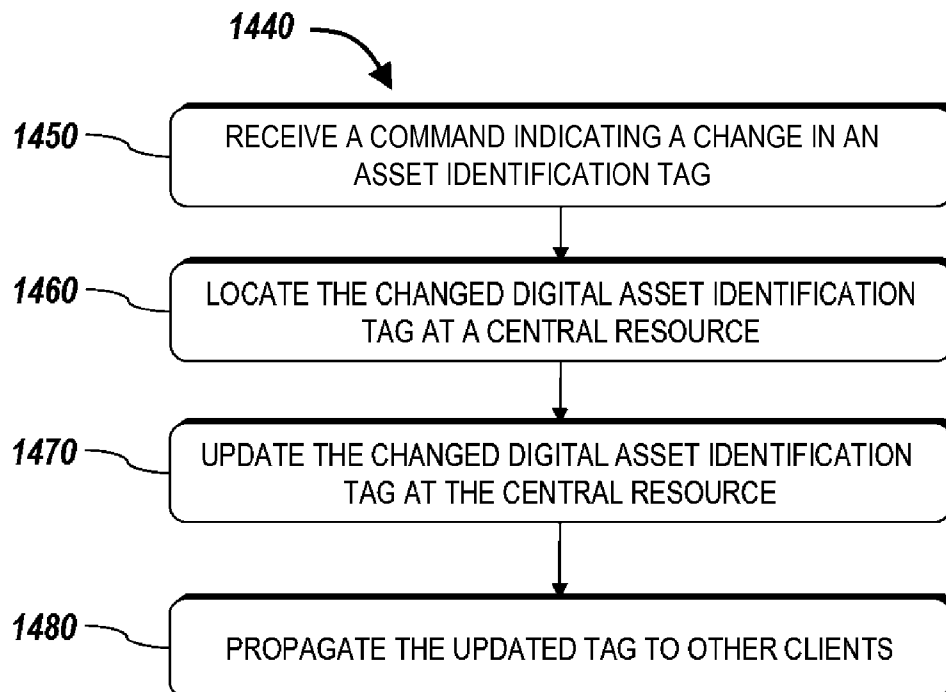 1440
1450
RECEIVE A COMMAND INDICATING A CHANGE IN AN
ASSET IDENTIFICATION TAG
1460
LOCATE THE CHANGED DIGITAL ASSET IDENTIFICATION
TAG AT A CENTRAL RESOURCE
1470
UPDATE THE CHANGED DIGITAL ASSET IDENTIFICATION
TAG AT THE CENTRAL RESOURCE
1480
PROPAGATE THE UPDATED TAG TO OTHER CLIENTS